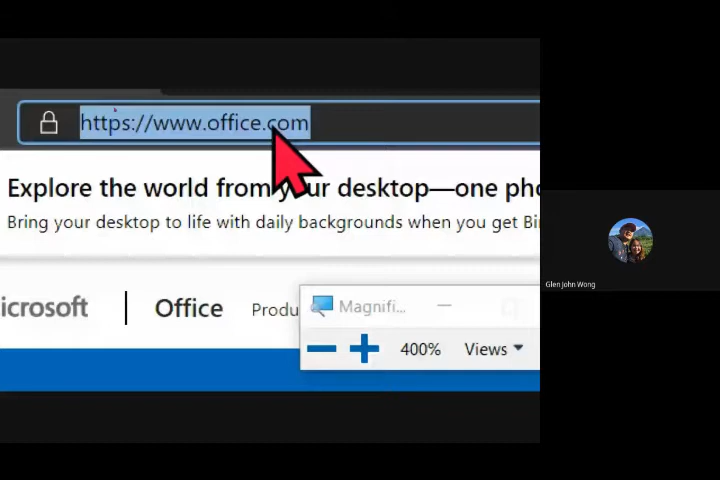 https://www.office.com
Explore the world from your desktop—one pho
Bring your desktop to life with daily backgrounds when you get Bi
icrosoft | Office Produ
Magnifi...
400% Views
Glen John Wong